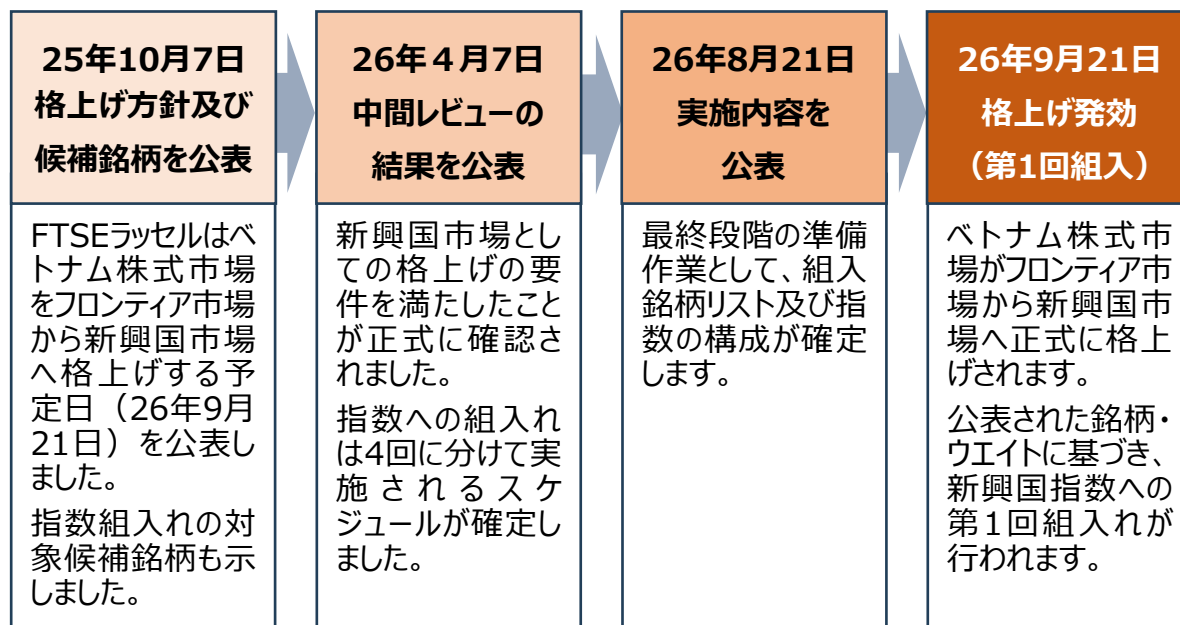 25年10月7日
格上げ方針及び
候補銘柄を公表
FTSEラッセルはベ
トナム株式市場
をフロンティア市場
から新興国市場
へ格上げする予
定日（26年9月
21日）を公表し
ました。
指数組入れの対
象候補銘柄も示
しました。
26年４月7日
中間レビューの
結果を公表
新興国市場とし
ての格上げの要
件を満たしたこと
が正式に確認さ
れました。
指数への組入れ
は4回に分けて実
施されるスケ
ジュールが確定し
ました。
26年8月21日
実施内容を
公表
最終段階の準備
作業として、組入
銘柄リスト及び指
数の構成が確定
します。
26年9月21日
格上げ発効
（第1回組入）
ベトナム株式市
場がフロンティア市
場から新興国市
場へ正式に格上
げされます。
公表された銘柄・
ウエイトに基づき、
新興国指数への
第1回組入れが
行われます。